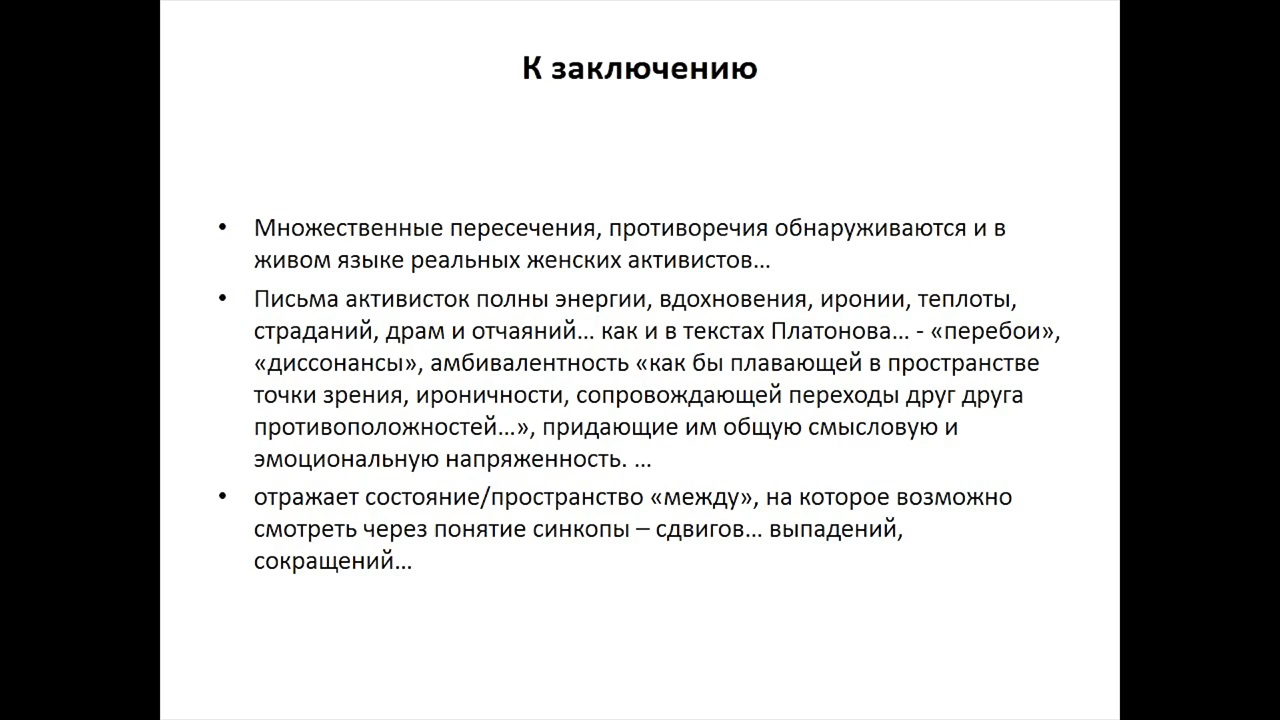 К заключению
• Множественные пересечения, противоречия обнаруживаются и в
живом языке реальных женских активистов…
• Письма активисток полны энергии, вдохновения, иронии, теплоты,
страданий, драм и отчаяний… как и в текстах Платонова… - «перебои»,
«диссонансы», амбивалентность «как бы плавающей в пространстве
точки зрения, ироничности, сопровождающей переходы друг друга
противоположностей…», придающие им общую смысловую и
эмоциональную напряженность. …
• отражает состояние/пространство «между», на которое возможно
смотреть через понятие синкопы – сдвигов… выпадений,
сокращений…